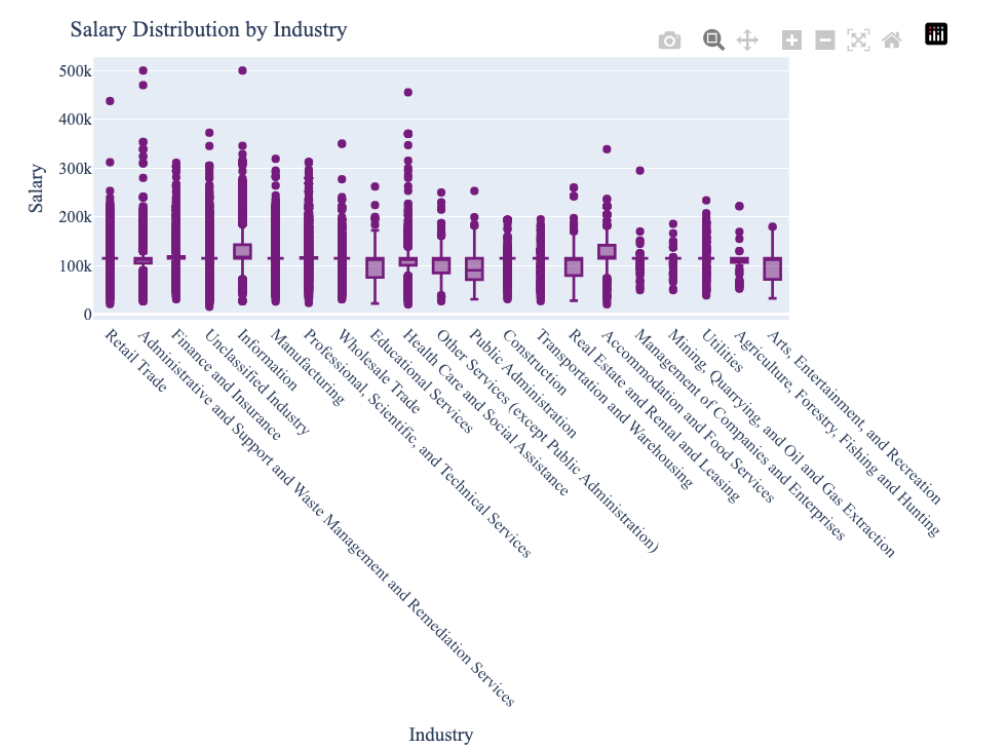 Salary Distribution by Industry
500k
400k
300k
200k
100k
0
Salary
Retail Trade
Administrative and Support and Waste Management and Remediation Services
Finance and Insurance
Unclassified Industry
Information
Manufacturing
Professional, Scientific, and Technical Services
Wholesale Trade
Educational Services
Health Care and Social Assistance
Other Services (except Public Administration)
Public Administration
Construction
Transportation and Warehousing
Real Estate and Rental and Leasing
Accommodation and Food Services
Management of Companies and Enterprises
Mining, Quarrying, and Oil and Gas Extraction
Utilities
Agriculture, Forestry, Fishing and Hunting
Arts, Entertainment, and Recreation
Industry